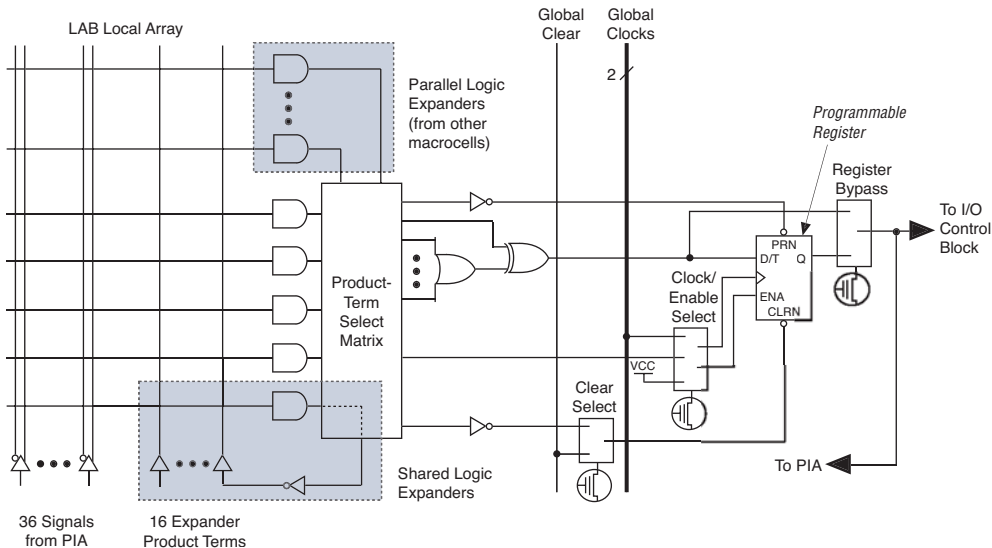 LAB Local Array
Global
Clear
Global
Clocks
2
Parallel Logic
Expanders
(from other
macrocells)
Programmable
Register
Register
Bypass
To I/O
Control
Block
PRN
D/T
Q
ENA
CLRN
Clock/
Enable
Select
Product-
Term
Select
Matrix
VCC
Clear
Select
To PIA
Shared Logic
Expanders
36 Signals
from PIA
16 Expander
Product Terms